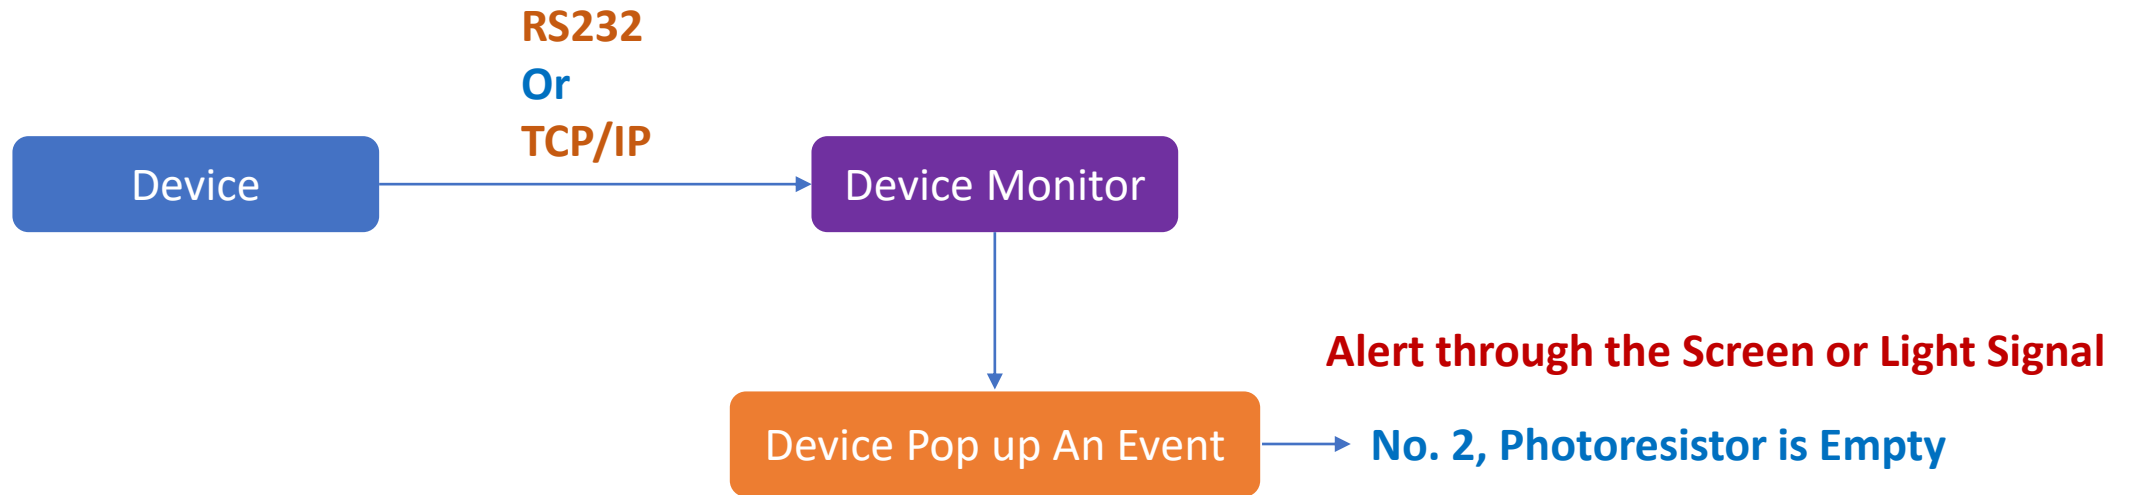 RS232
Or
TCP/IP
Device
Device Monitor
Alert through the Screen or Light Signal
Device Pop up An Event
No. 2, Photoresistor is Empty